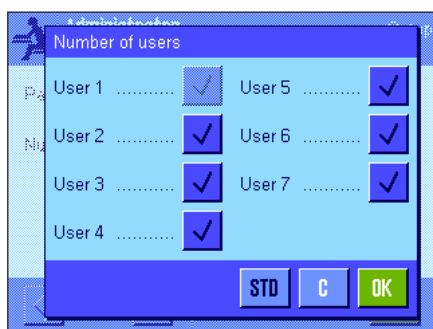 Administrator
Number of users
User 1 ........... User 5 ...........
User 2 ........... User 6 ...........
User 3 ........... User 7 ...........
User 4 ...........
STD C OK